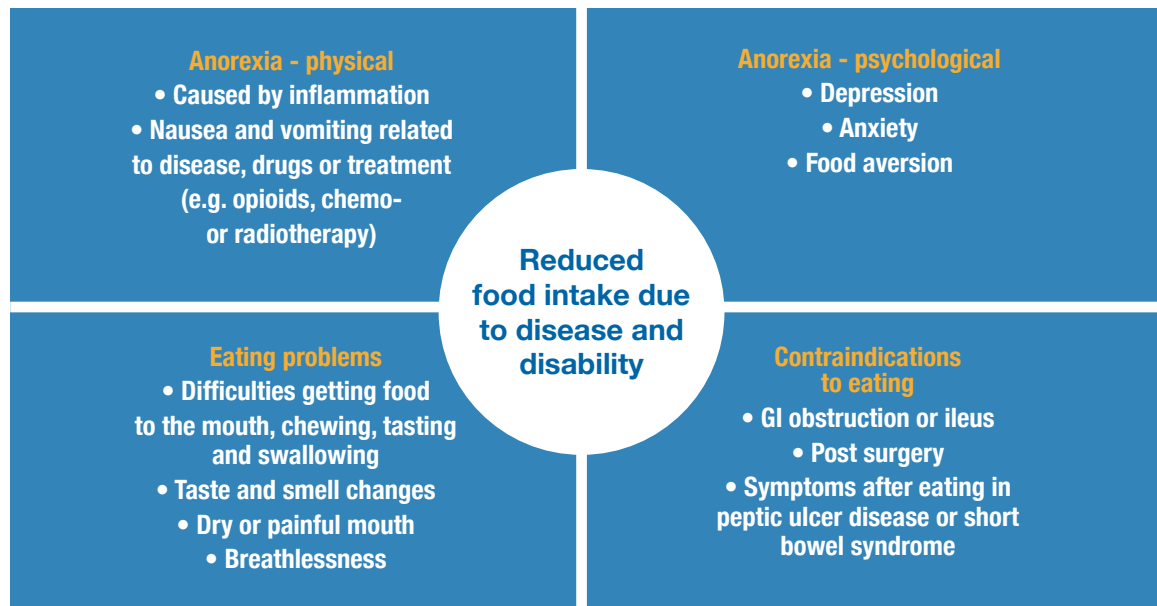 Anorexia - physical
• Caused by inflammation
• Nausea and vomiting related
to disease, drugs or treatment
(e.g. opioids, chemo-
or radiotherapy)
Anorexia - psychological
• Depression
• Anxiety
• Food aversion
Reduced
food intake due
to disease and
disability
Eating problems
• Difficulties getting food
to the mouth, chewing, tasting
and swallowing
• Taste and smell changes
• Dry or painful mouth
• Breathlessness
Contraindications
to eating
• GI obstruction or ileus
• Post surgery
• Symptoms after eating in
peptic ulcer disease or short
bowel syndrome